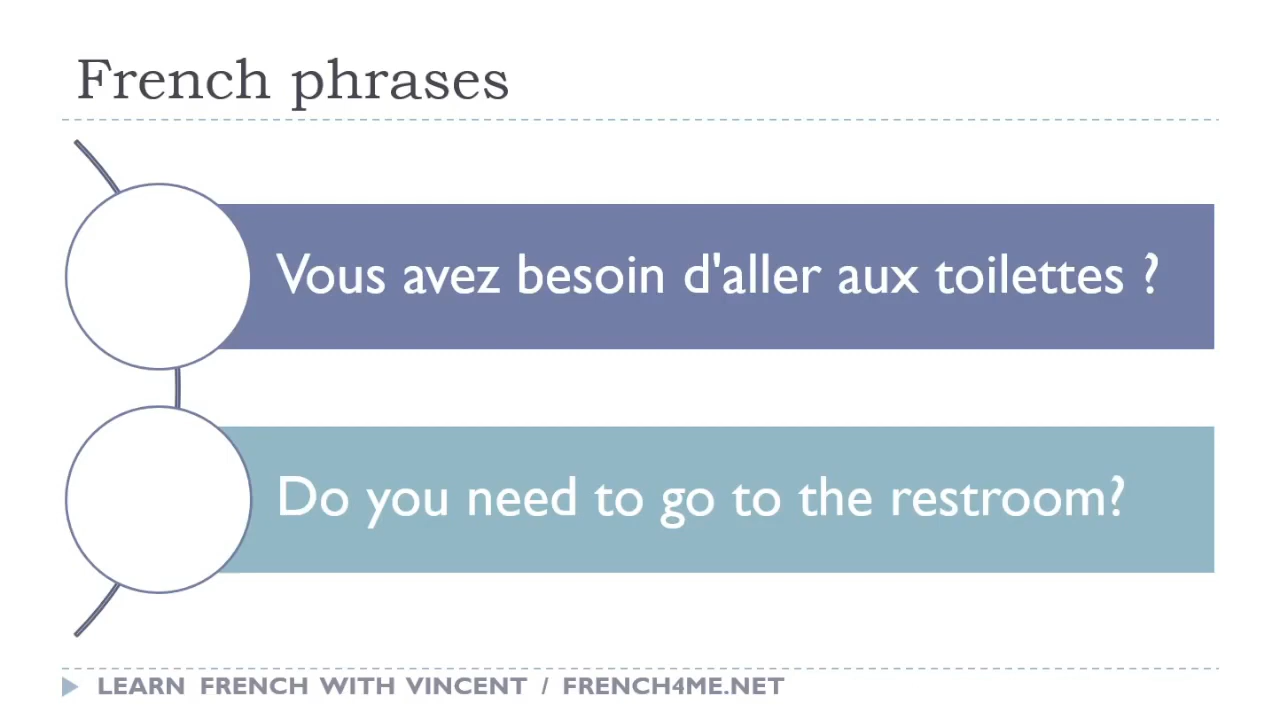 French phrases
Vous avez besoin d'aller aux toilettes ?
Do you need to go to the restroom?
LEARN FRENCH WITH VINCENT / FRENCH4ME.NET